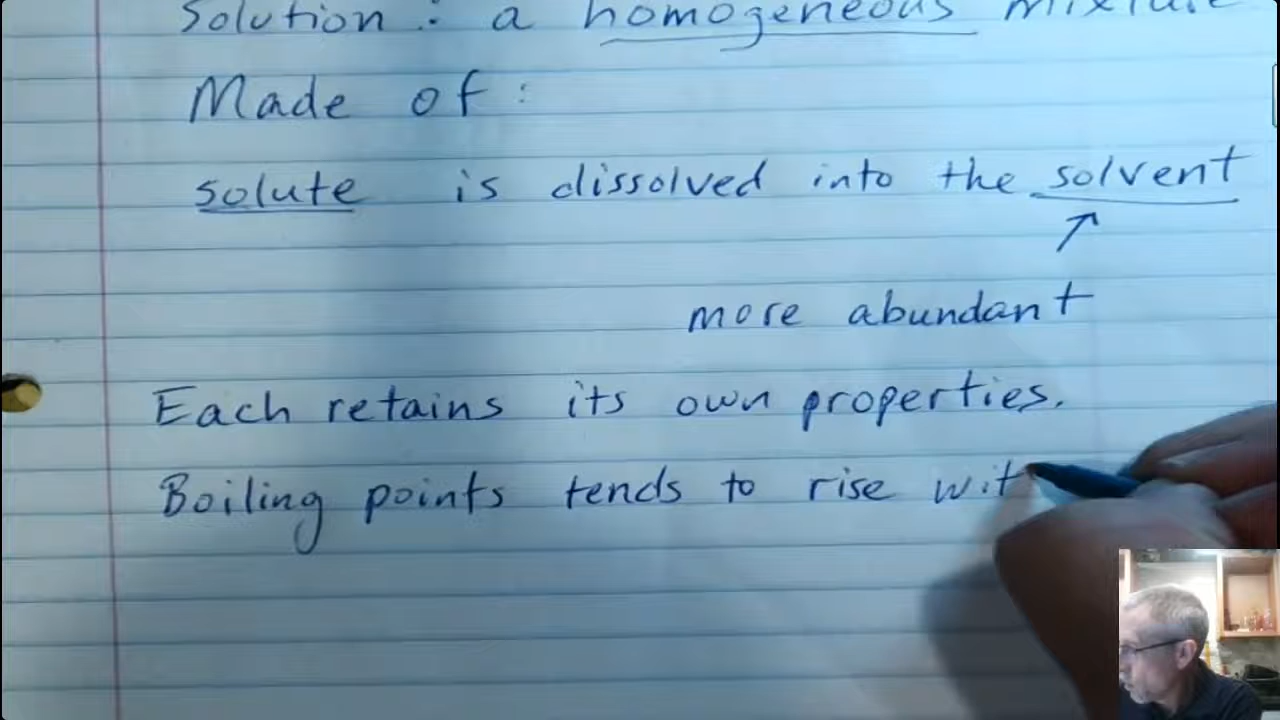 Solution : a homogeneous mixture
Made of :
solute is dissolved into the solvent
↗
more abundant
Each retains its own properties.
Boiling points tends to rise wit